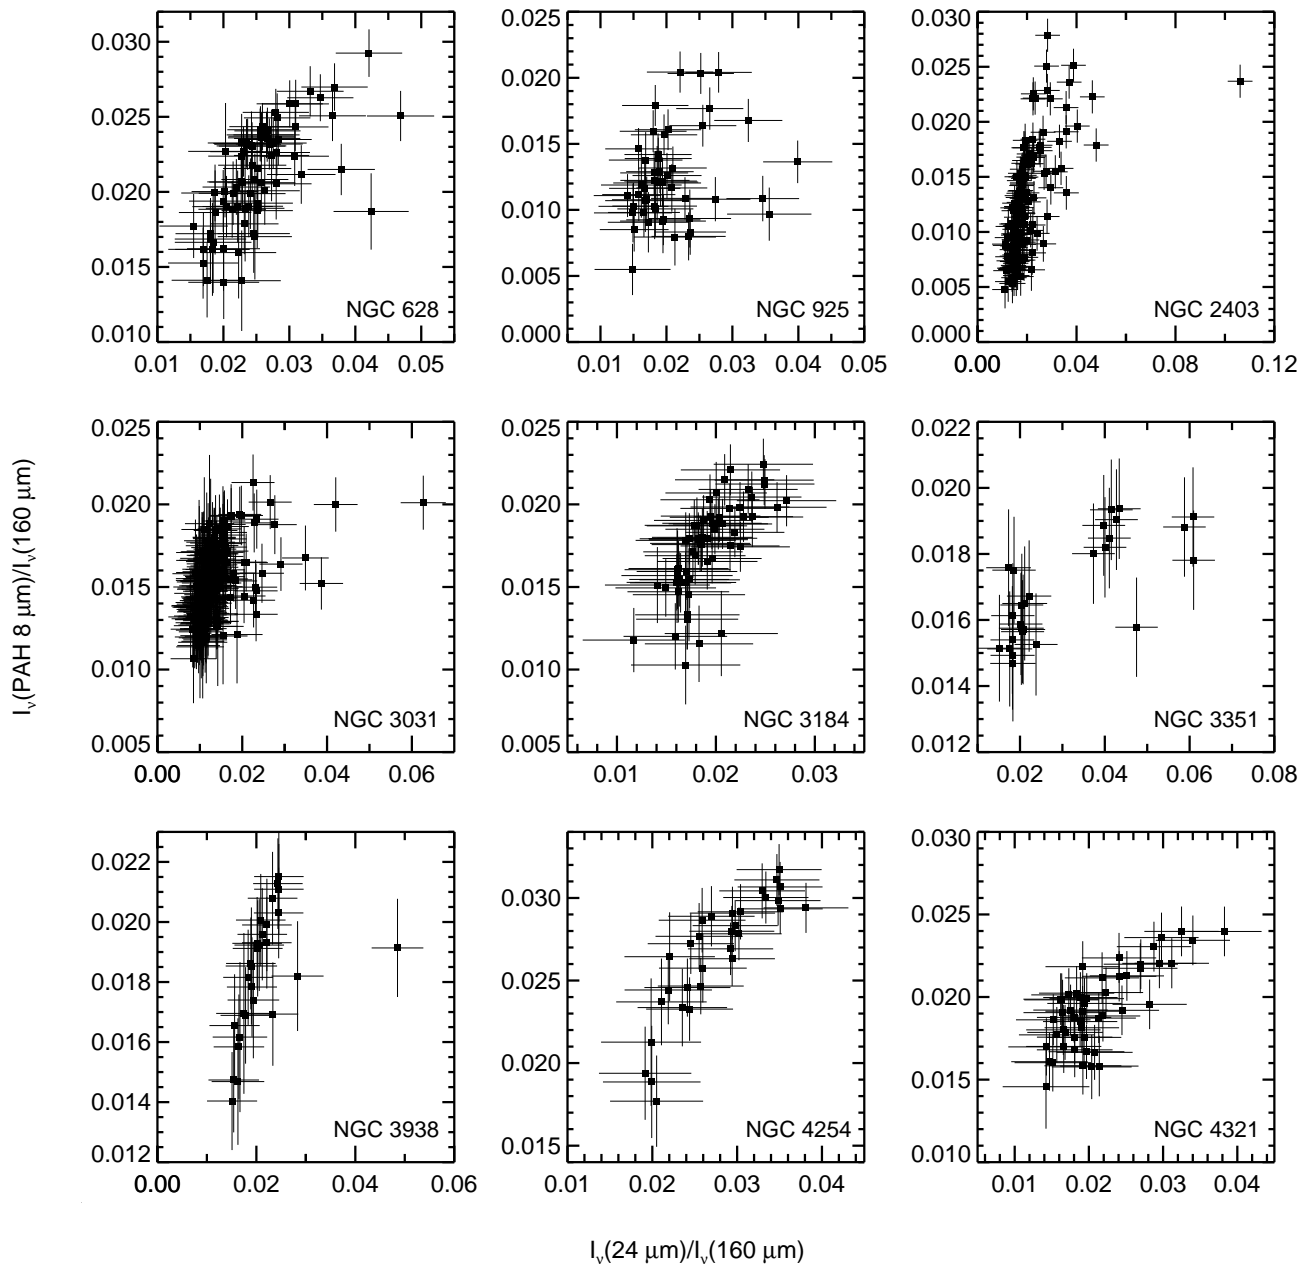 0.030
0.025
0.020
0.015
0.010
0.01 0.02 0.03 0.04 0.05
NGC 628
0.025
0.020
0.015
0.010
0.005
0.000
0.01 0.02 0.03 0.04 0.05
NGC 925
0.030
0.025
0.020
0.015
0.010
0.005
0.000
0.00 0.04 0.08 0.12
NGC 2403
0.025
0.020
0.015
0.010
0.005
0.00 0.02 0.04 0.06
NGC 3031
0.025
0.020
0.015
0.010
0.005
0.01 0.02 0.03
NGC 3184
0.022
0.020
0.018
0.016
0.014
0.012
0.02 0.04 0.06 0.08
NGC 3351
0.022
0.020
0.018
0.016
0.014
0.012
0.00 0.02 0.04 0.06
NGC 3938
0.030
0.025
0.020
0.015
0.01 0.02 0.03 0.04
NGC 4254
0.030
0.025
0.020
0.015
0.010
0.01 0.02 0.03 0.04
NGC 4321
Iν(PAH 8 μm)/Iν(160 μm)
Iν(24 μm)/Iν(160 μm)